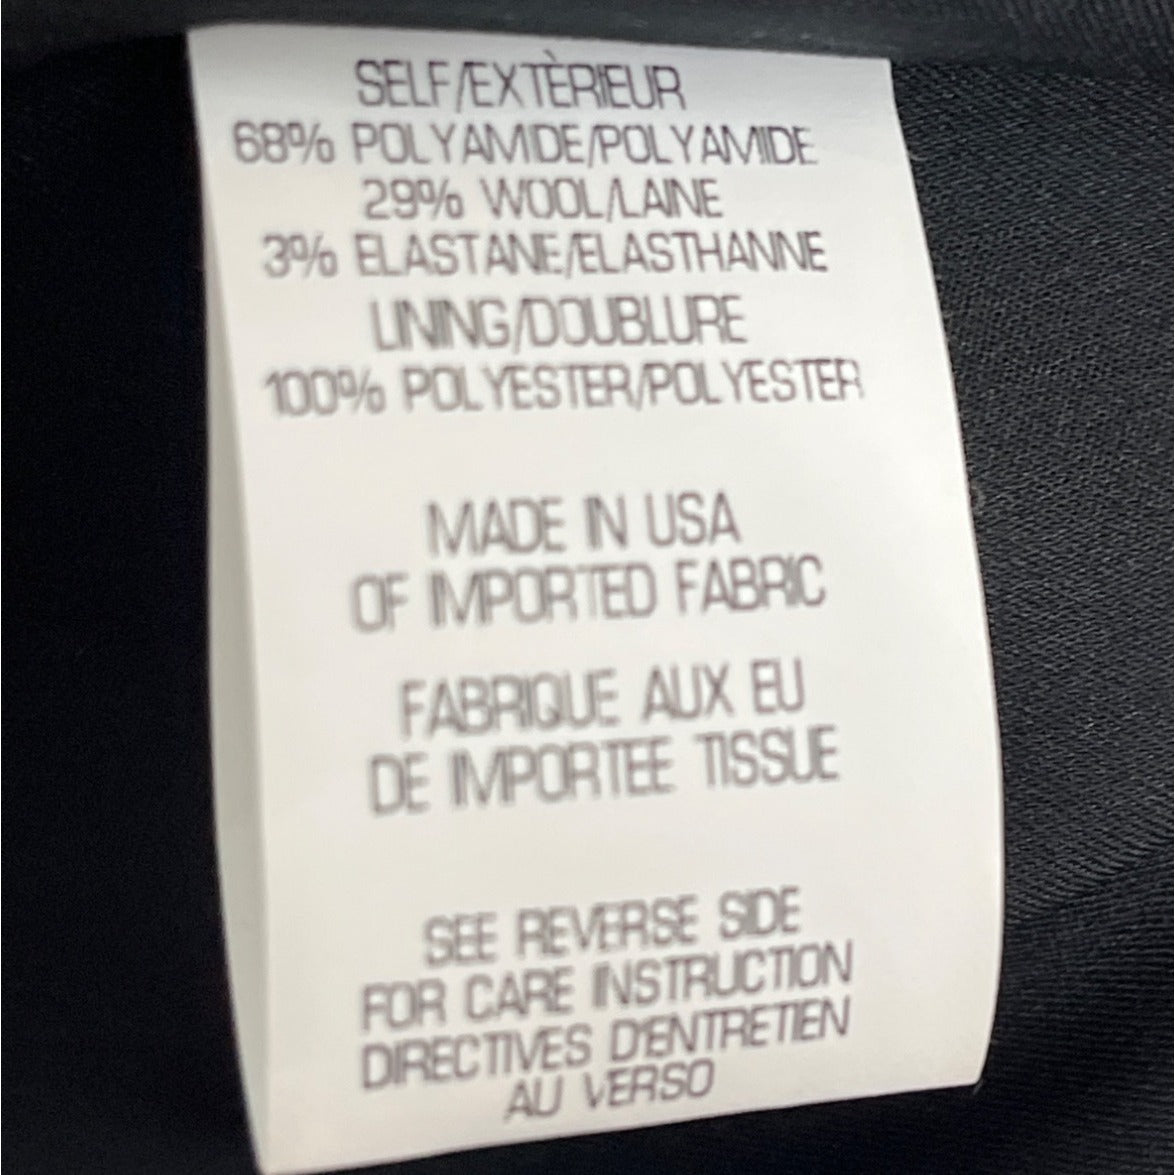 SELF/EXTÈRIEUR
68% POLYAMIDE/POLYAMIDE
29% WOOL/LAINE
3% ELASTANE/ELASTHANNE
LINING/DOUBLURE
100% POLYESTER/POLYESTER
MADE IN USA
OF IMPORTED FABRIC
FABRIQUE AUX EU
DE IMPORTEE TISSUE
SEE REVERSE SIDE
FOR CARE INSTRUCTION
DIRECTIVES D'ENTRETIEN
AU VERSO